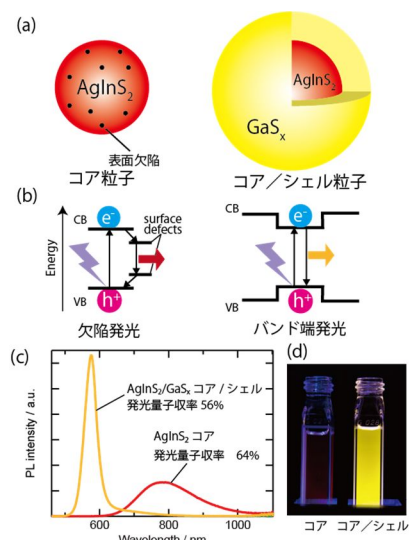 (a)
AgInS2
AgInS2
GaSx
表面欠陥
コア粒子
コア／シェル粒子
(b)
Energy
CB
e-
surface
defects
VB
h+
欠陥発光
CB
e-
VB
h+
バンド端発光
(c)
PL intensity / a.u.
AgInS2/GaSx コア / シェル
発光量子収率 56%
AgInS2 コア
発光量子収率 64%
600 800 1000
Wavelength / nm
(d)
コア コア／シェル